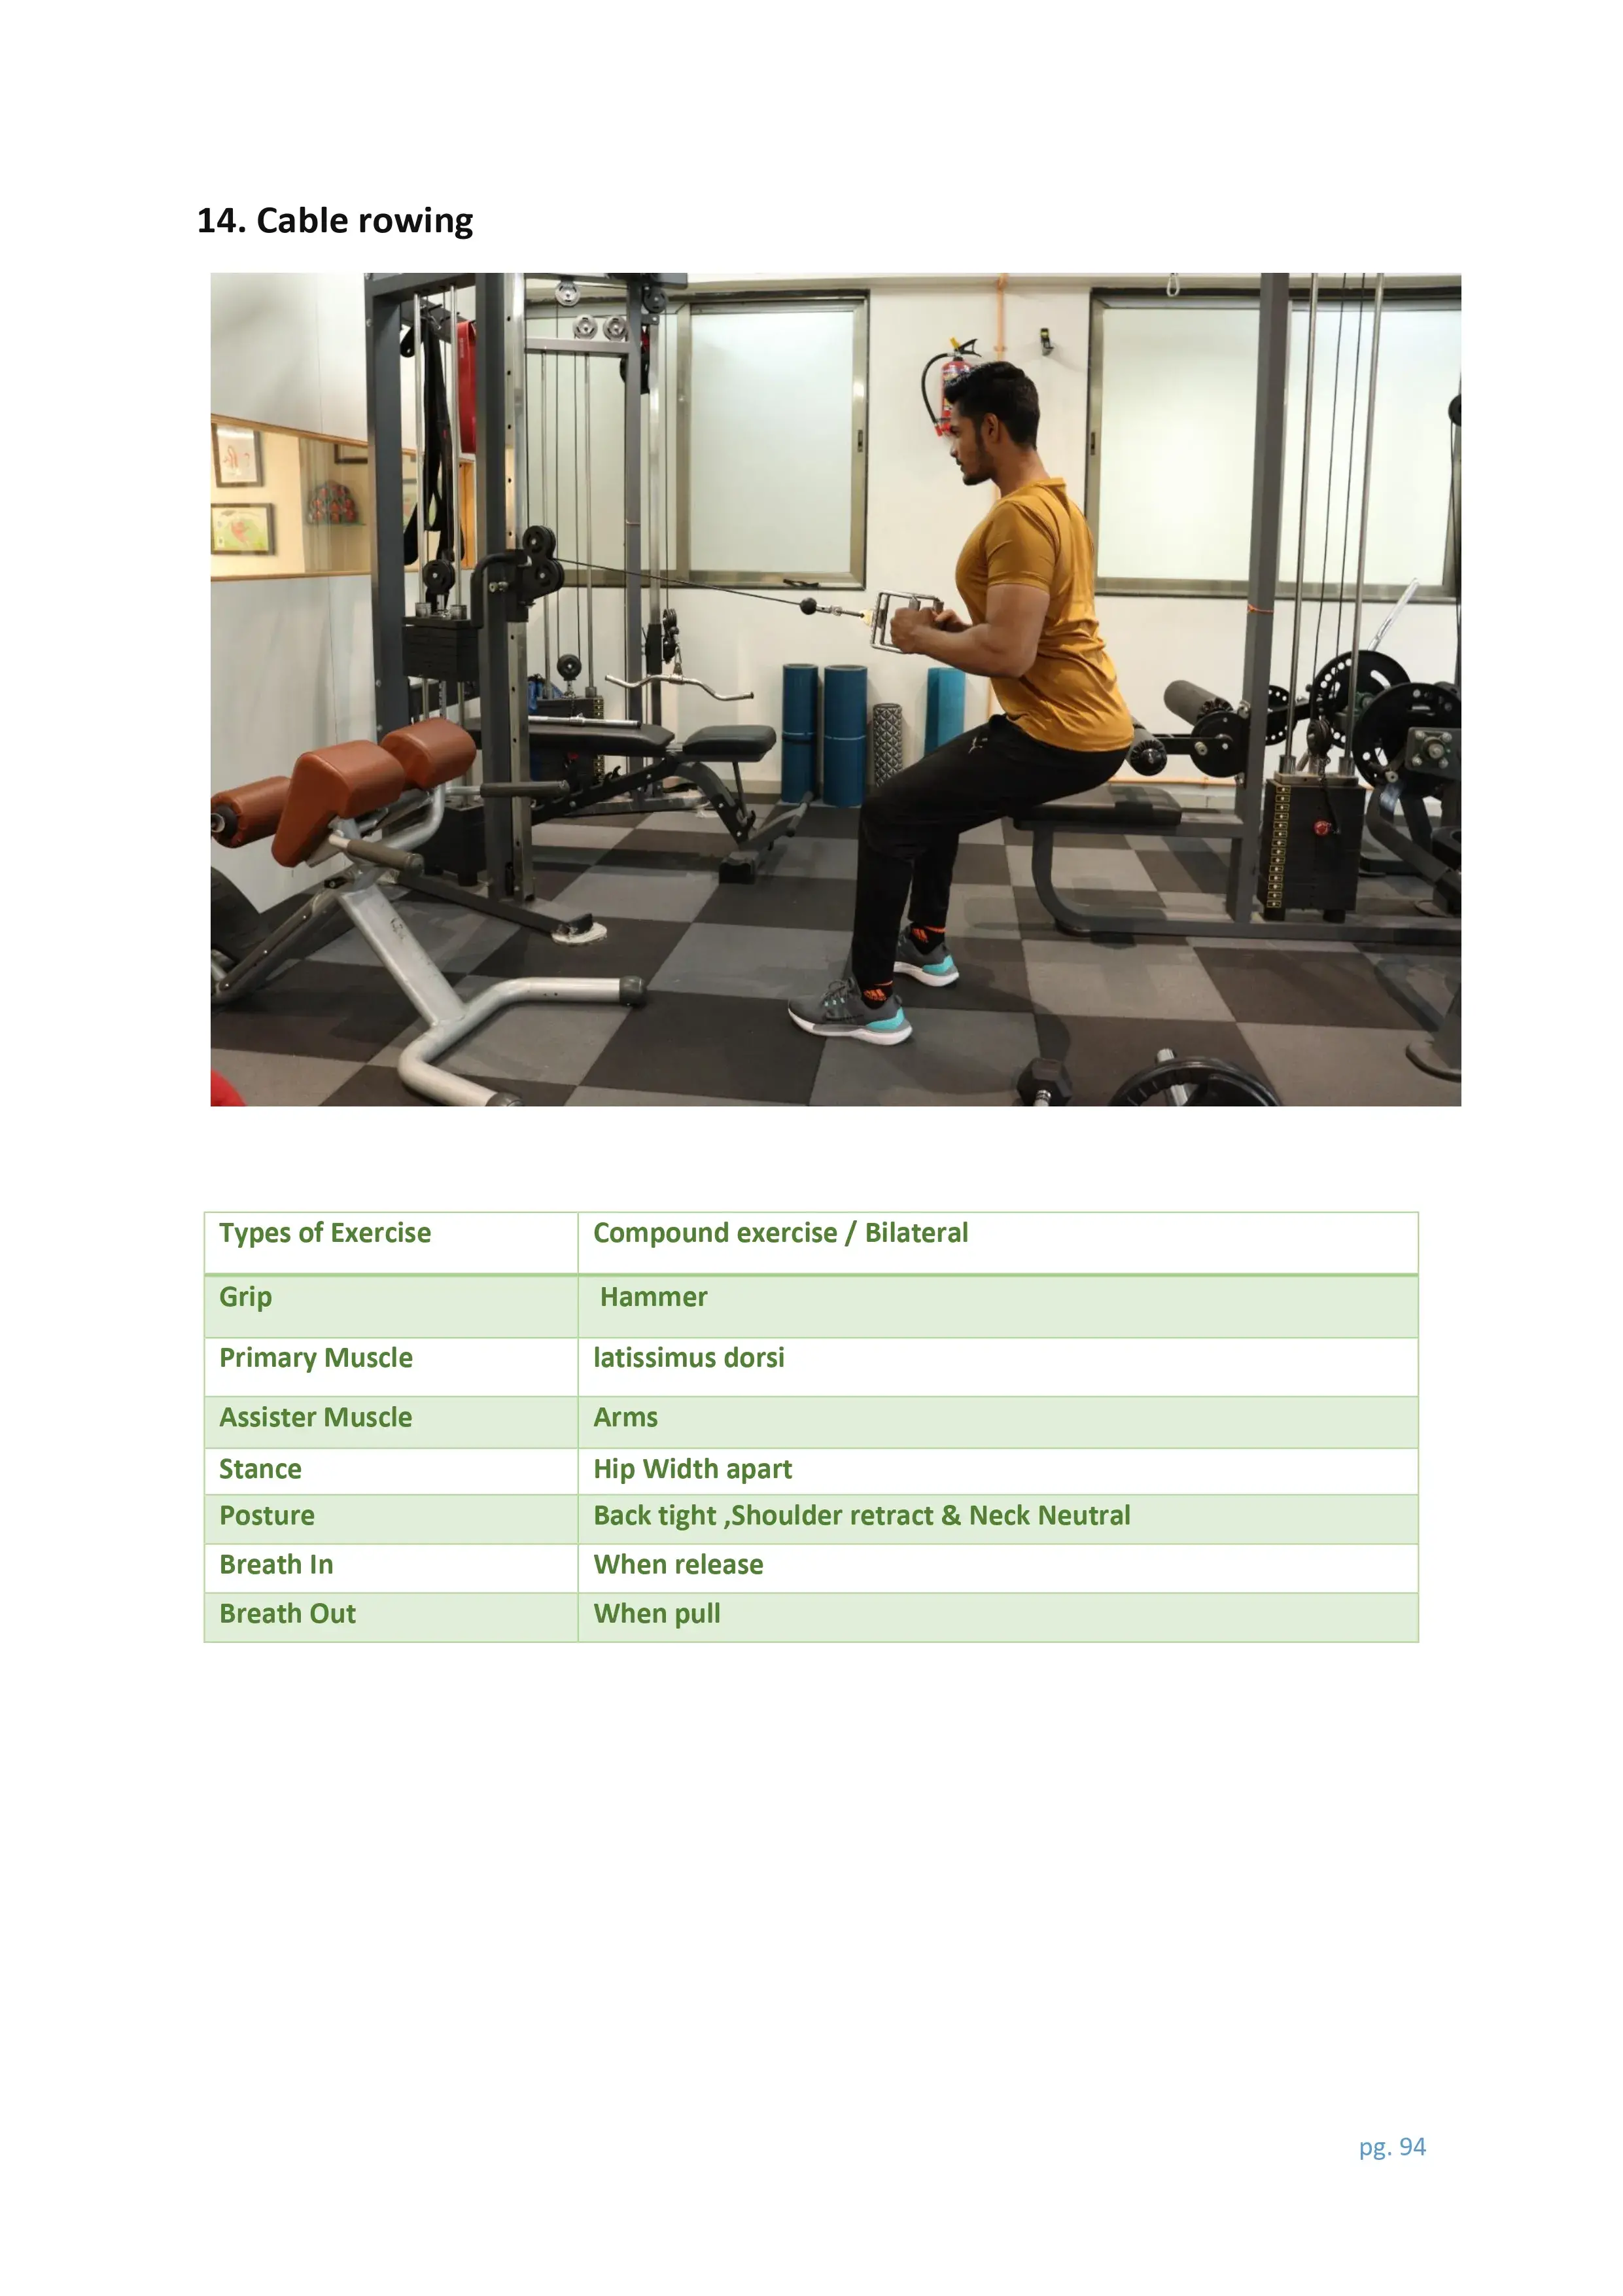 14. Cable rowing
Types of Exercise Compound exercise / Bilateral
Grip Hammer
Primary Muscle latissimus dorsi
Assister Muscle Arms
Stance Hip Width apart
Posture Back tight ,Shoulder retract & Neck Neutral
Breath In When release
Breath Out When pull
pg. 94